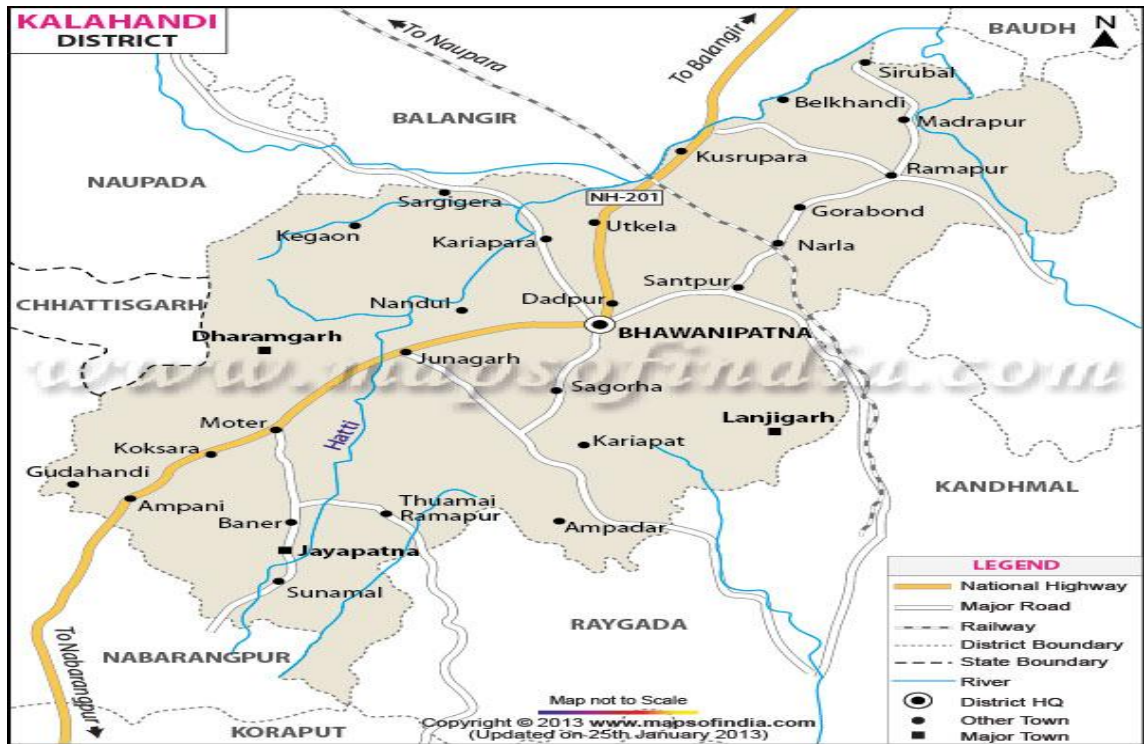 KALAHANDI
DISTRICT
N
BAUDH
To Naupara
To Balangir
Sirubal
Belkhandi
BALANGIR
Madrapur
Kusrupara
Ramapur
NAUPADA
Sargigera
NH-201
Gorabond
Utkela
Kegaon
Kariapara
Narla
Santpur
CHHATTISGARH
Nandul
Dadpur
BHAWANIPATNA
Dharamgarh
Junagarh
www.mapsofindia.com
Sagorha
Lanjigarh
Moter
Hatti
Kariapat
Koksara
Gudahandi
KANDHMAL
Ampani
Thuamai
Ramapur
Baner
Ampadar
Jayapatna
Sunamal
RAYGADA
NABARANGPUR
To Nabarangpur
KORAPUT
LEGEND
National Highway
Major Road
Railway
District Boundary
State Boundary
River
District HQ
Other Town
Major Town
Map not to Scale
Copyright © 2013 www.mapsofindia.com
(Updated on 25th January 2013)